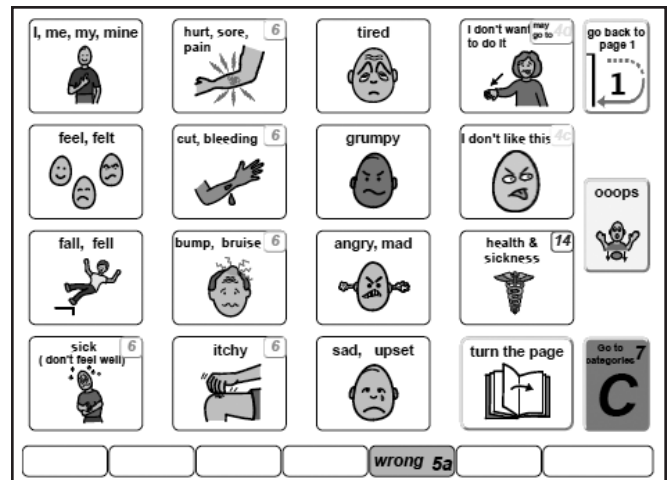 I, me, my, mine
hurt, sore, 6
pain
tired
I don't want may go to 4d
to do it
go back to
page 1
1
feel, felt
cut, bleeding 6
grumpy
I don't like this 4c
ooops
fall, fell
bump, bruise 6
angry, mad
health & 14
sickness
sick 6
( don't feel well)
itchy 6
sad, upset
turn the page
Go to
categories 7
C
wrong 5a